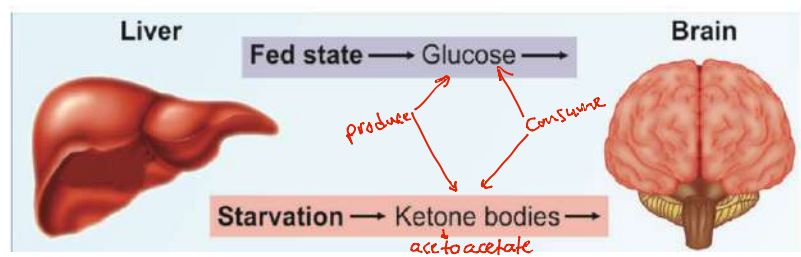 Liver
Brain
Fed state → Glucose →
produce
Consume
Starvation → Ketone bodies →
acetoacetate